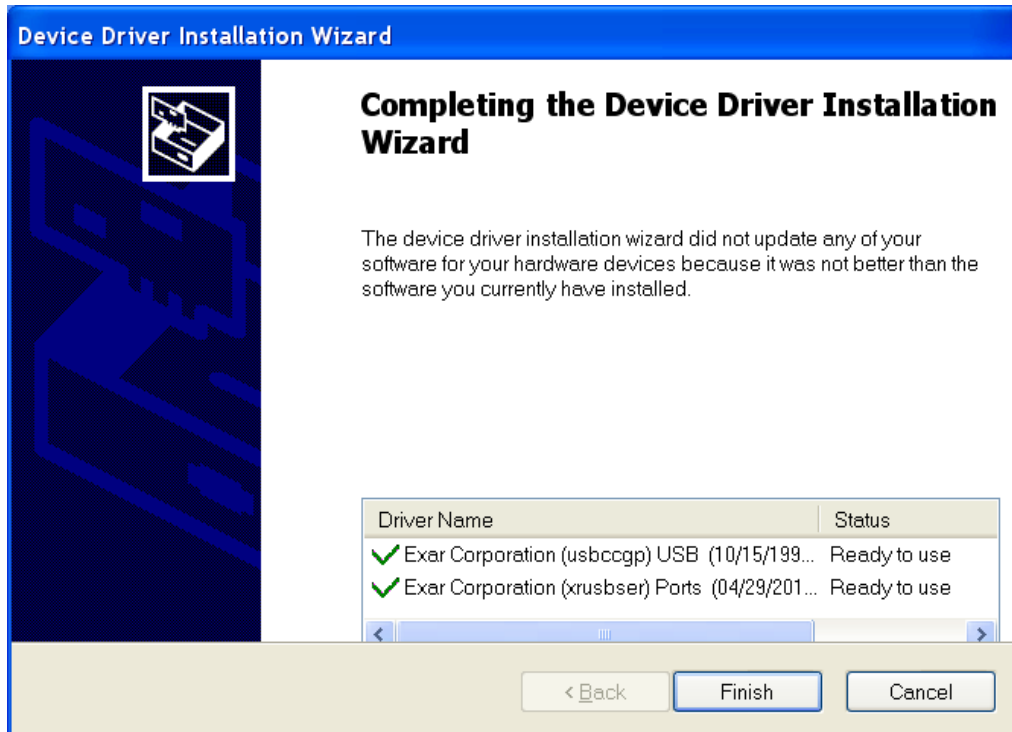 Device Driver Installation Wizard
Completing the Device Driver Installation
Wizard
The device driver installation wizard did not update any of your
software for your hardware devices because it was not better than the
software you currently have installed.
Driver Name Status
Exar Corporation (usbccgp) USB (10/15/199... Ready to use
Exar Corporation (xrusbser) Ports (04/29/201... Ready to use
< Back Finish Cancel